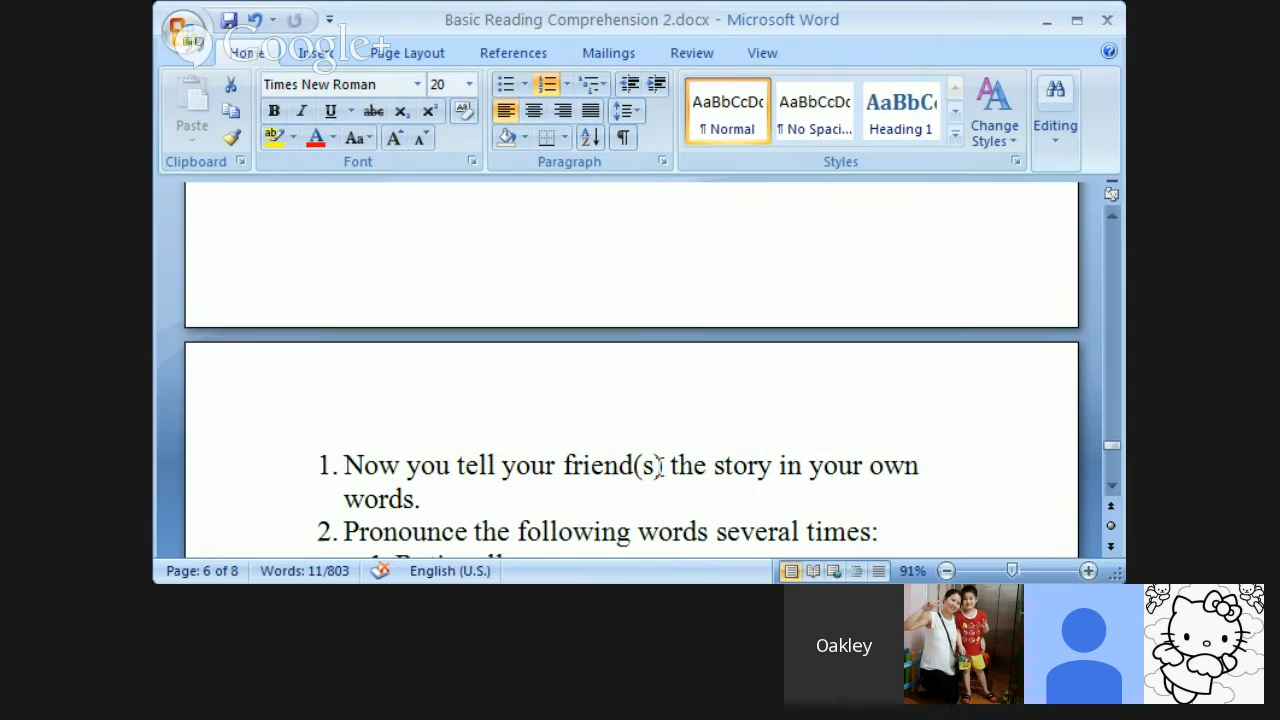 Basic Reading Comprehension 2.docx - Microsoft Word
Google+
Home Insert Page Layout References Mailings Review View
Times New Roman 20
AaBbCcDc AaBbCcDc AaBbC
Paste
¶ Normal ¶ No Spaci... Heading 1 Change Styles Editing
Clipboard Font Paragraph Styles
1. Now you tell your friend(s) the story in your own
words.
2. Pronounce the following words several times:
Page: 6 of 8 Words: 11/803 English (U.S.) 91%
Oakley